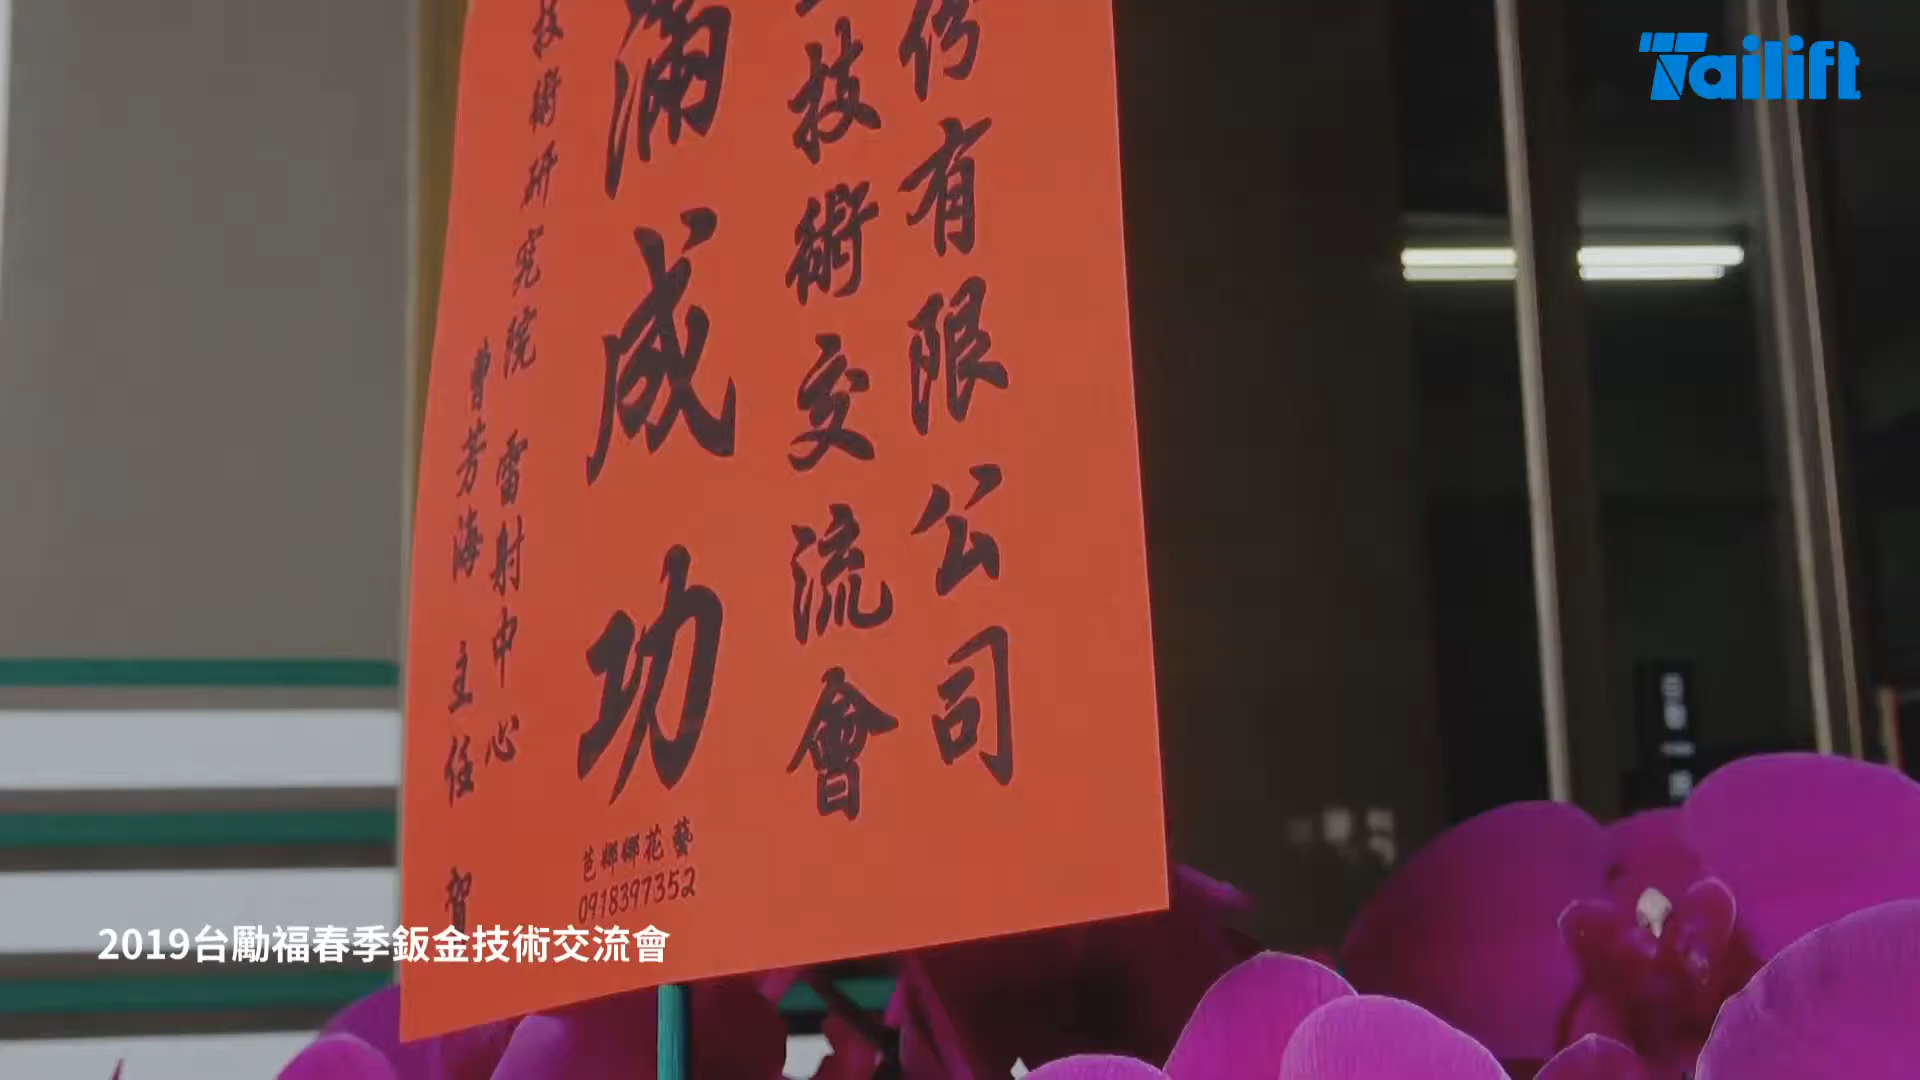 Tailift
份有限公司
技術交流會
滿成功
技術研究院 雷射中心
曹芳海 主任 賀
芭娜娜花藝
0918397352
2019台勵福春季鈑金技術交流會